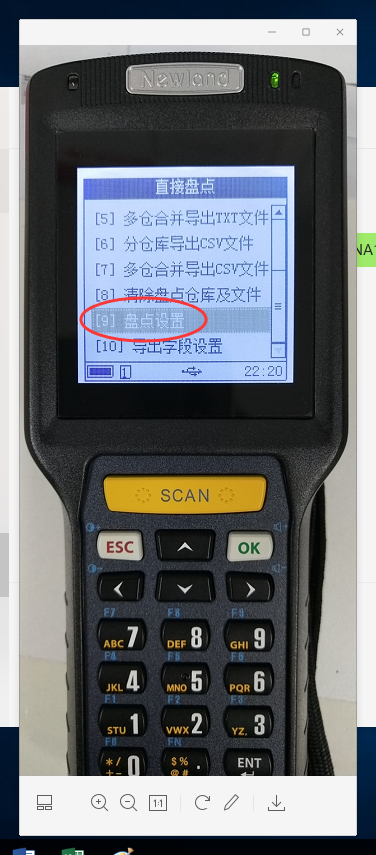 Newland
直接盘点
[5] 多仓合并导出TXT文件
[6] 分仓库导出CSV文件
[7] 多仓合并导出CSV文件
[8] 清除盘点仓库及文件
[9] 盘点设置
[10] 导出字段设置
1 22:20
NA
SCAN
ESC OK
F7 F8 F9
ABC 7 DEF 8 GHI 9
F4 F5 F6
JKL 4 MNO 5 PQR 6
F1 F2 F3
STU 1 VWX 2 YZ, 3
F0 FN
*/ +- 0 $% @# . ENT
1:1